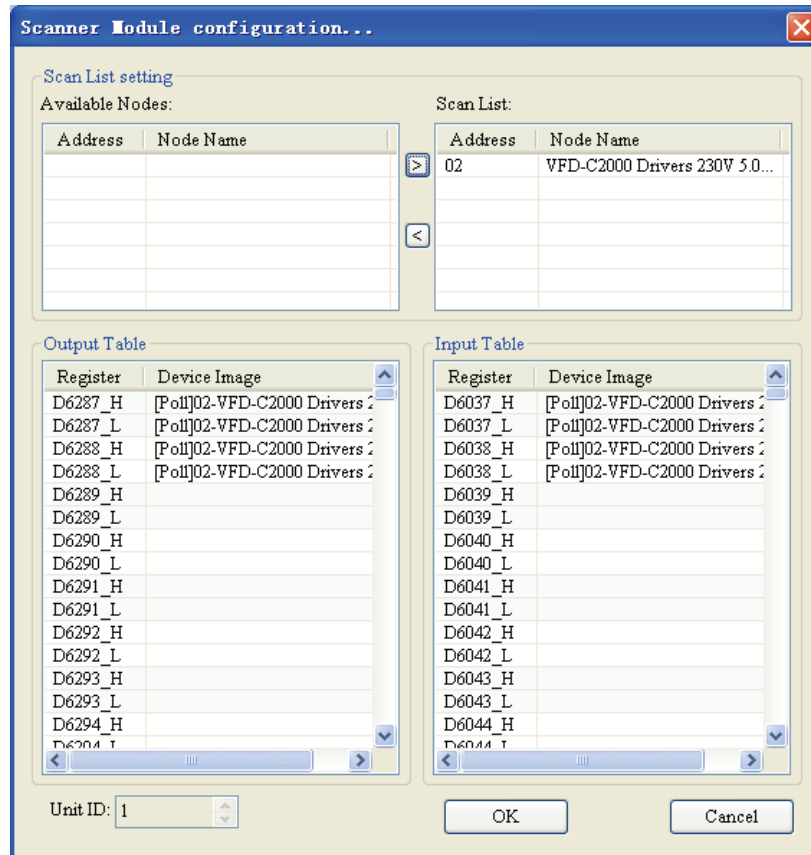 Scanner Module configuration...
Scan List setting
Available Nodes:
Scan List:
Address Node Name
Address Node Name
>
02 VFD-C2000 Drivers 230V 5.0...
<
Output Table
Input Table
Register Device Image
Register Device Image
D6287_H [Poll]02-VFD-C2000 Drivers 2
D6037_H [Poll]02-VFD-C2000 Drivers 2
D6287_L [Poll]02-VFD-C2000 Drivers 2
D6037_L [Poll]02-VFD-C2000 Drivers 2
D6288_H [Poll]02-VFD-C2000 Drivers 2
D6038_H [Poll]02-VFD-C2000 Drivers 2
D6288_L [Poll]02-VFD-C2000 Drivers 2
D6038_L [Poll]02-VFD-C2000 Drivers 2
D6289_H
D6039_H
D6289_L
D6039_L
D6290_H
D6040_H
D6290_L
D6040_L
D6291_H
D6041_H
D6291_L
D6041_L
D6292_H
D6042_H
D6292_L
D6042_L
D6293_H
D6043_H
D6293_L
D6043_L
D6294_H
D6044_H
D6294_L
D6044_L
Unit ID: 1
OK
Cancel